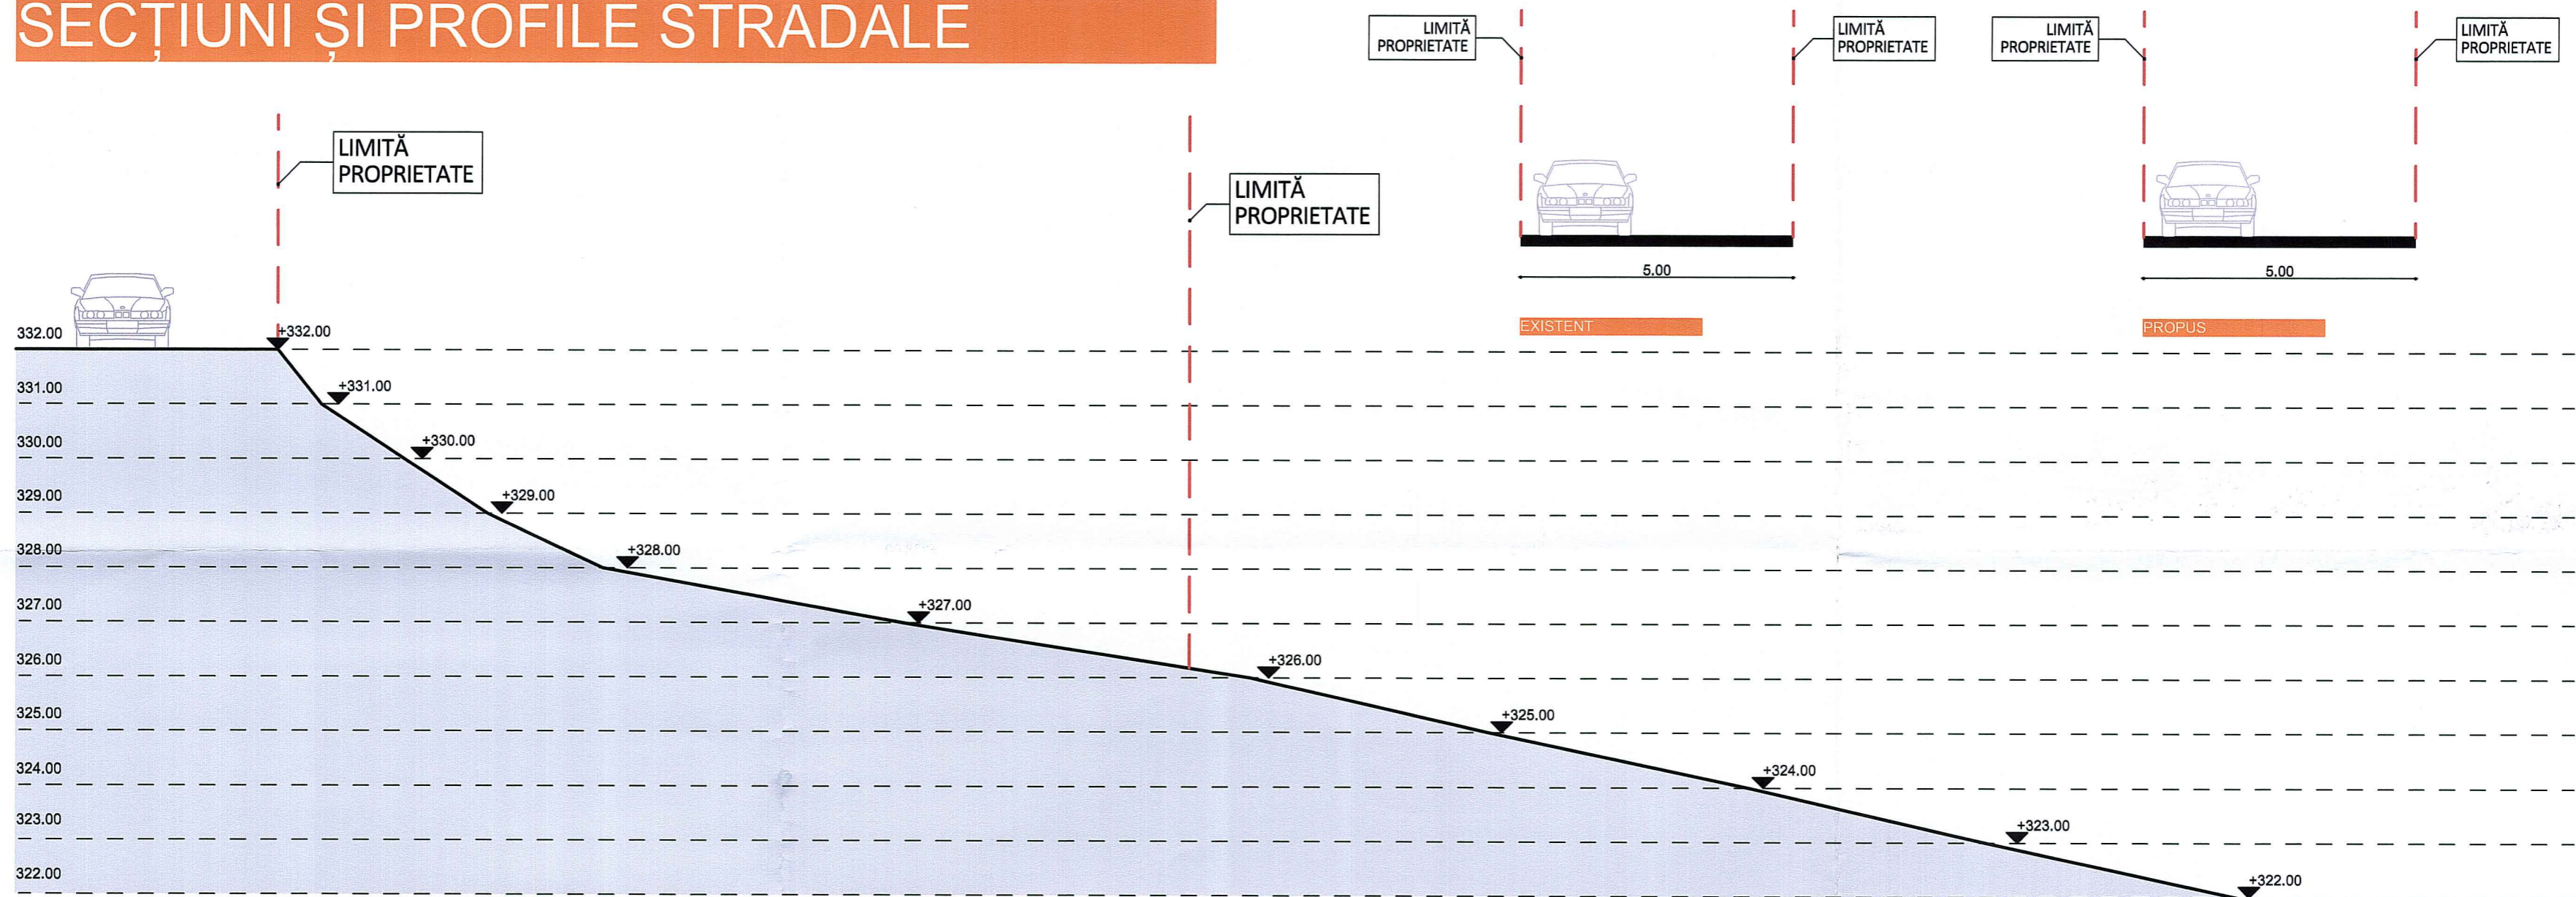 SECȚIUNI ȘI PROFILE STRADALE
LIMITĂ
PROPRIETATE
LIMITĂ
PROPRIETATE
LIMITĂ
PROPRIETATE
LIMITĂ
PROPRIETATE
LIMITĂ
PROPRIETATE
LIMITĂ
PROPRIETATE
5.00
5.00
EXISTENT
PROPUS
332.00
+332.00
331.00
+331.00
330.00
+330.00
329.00
+329.00
328.00
+328.00
327.00
+327.00
326.00
+326.00
325.00
+325.00
324.00
+324.00
323.00
+323.00
322.00
+322.00